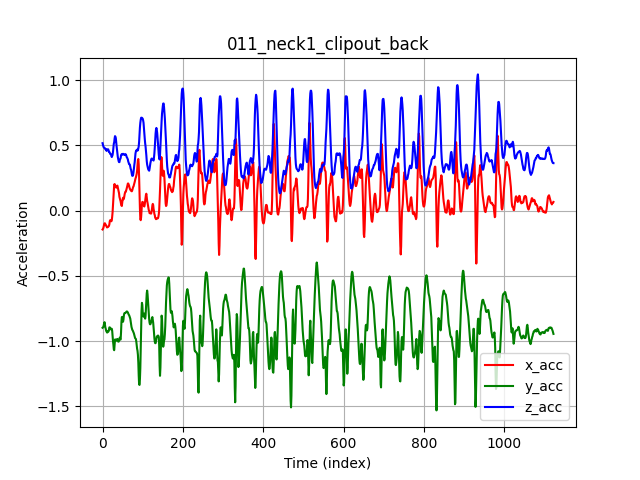 011_neck1_clipout_back
1.0
0.5
0.0
−0.5
−1.0
−1.5
Acceleration
0
200
400
600
800
1000
Time (index)
x_acc
y_acc
z_acc